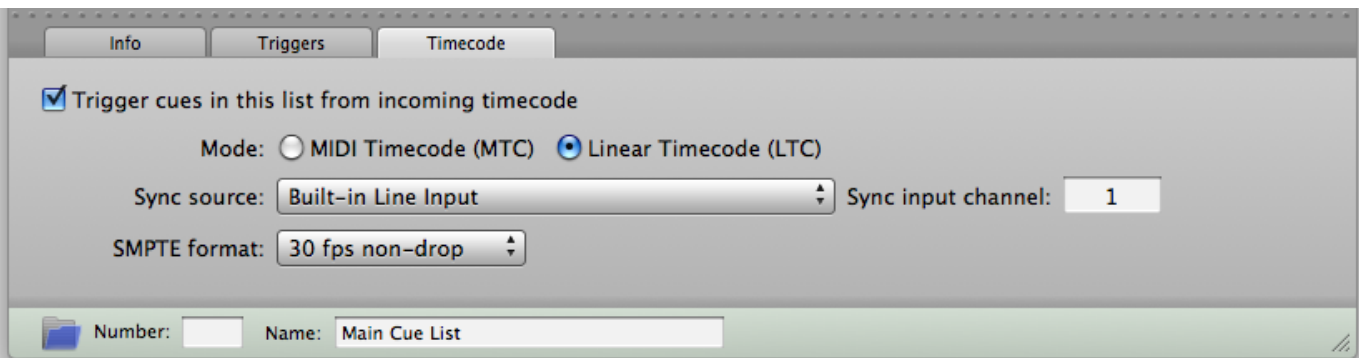 Info Triggers Timecode
Trigger cues in this list from incoming timecode
Mode: MIDI Timecode (MTC) Linear Timecode (LTC)
Sync source: Built-in Line Input Sync input channel: 1
SMPTE format: 30 fps non-drop
Number: Name: Main Cue List